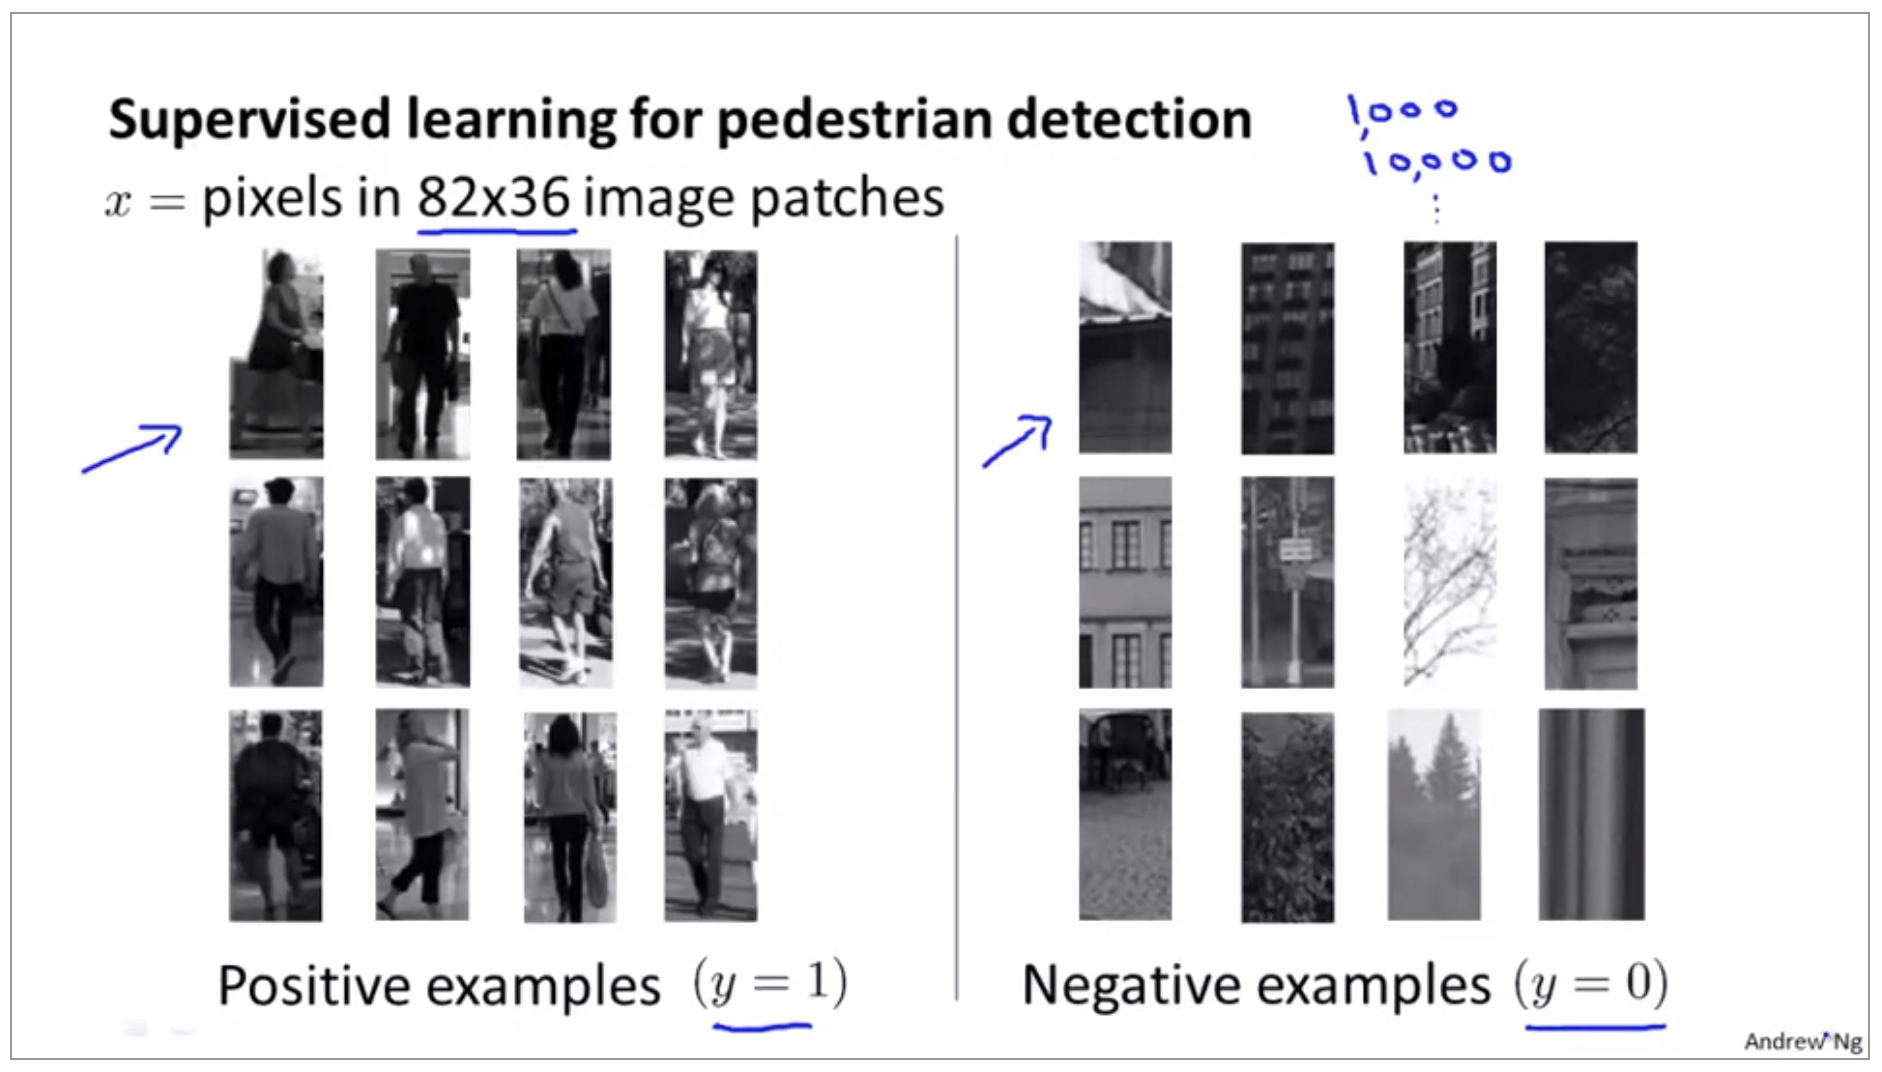 Supervised learning for pedestrian detection
1,000
10,000
x = pixels in 82x36 image patches
Positive examples (y = 1)
Negative examples (y = 0)
Andrew Ng